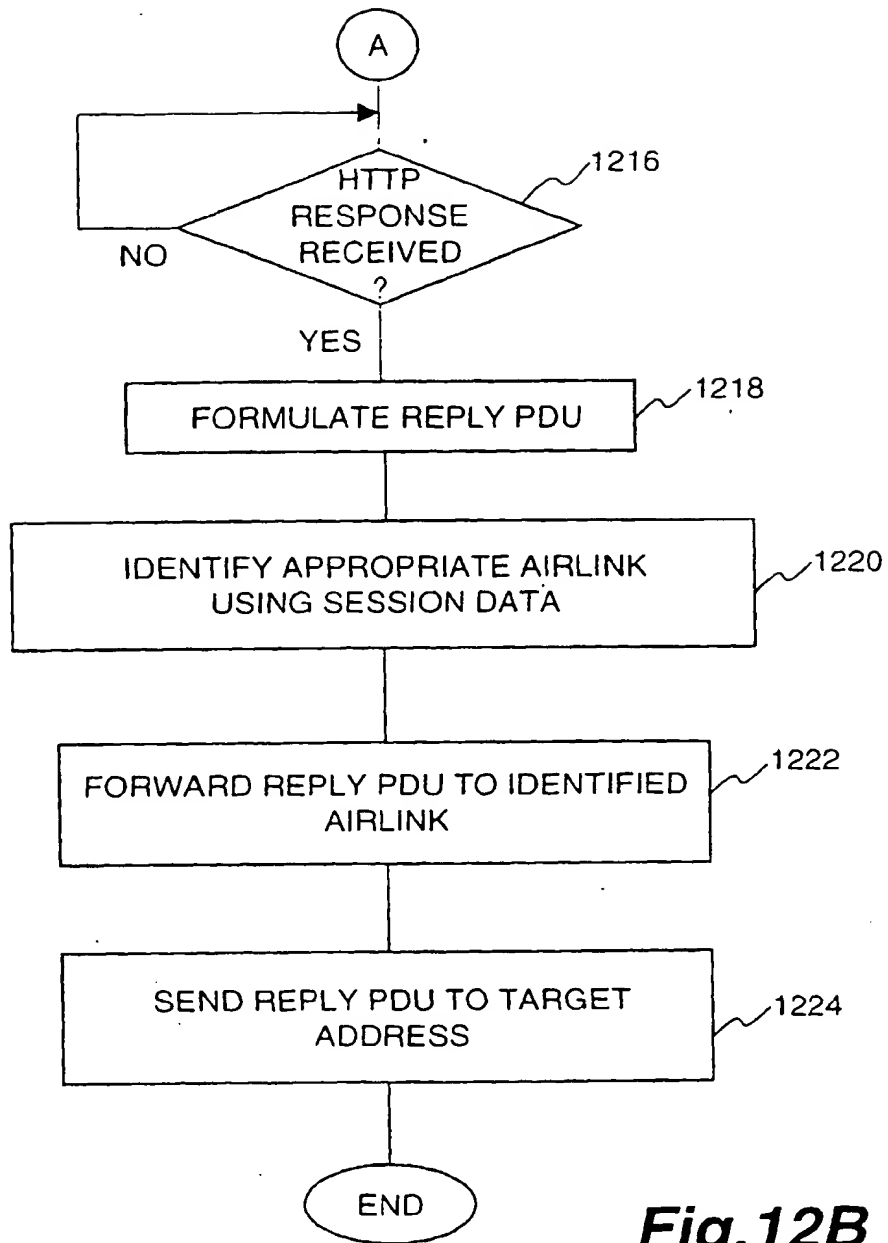 A
HTTP
RESPONSE
RECEIVED
?
1216
NO
YES
FORMULATE REPLY PDU
1218
IDENTIFY APPROPRIATE AIRLINK
USING SESSION DATA
1220
FORWARD REPLY PDU TO IDENTIFIED
AIRLINK
1222
SEND REPLY PDU TO TARGET
ADDRESS
1224
END
Fig.12B